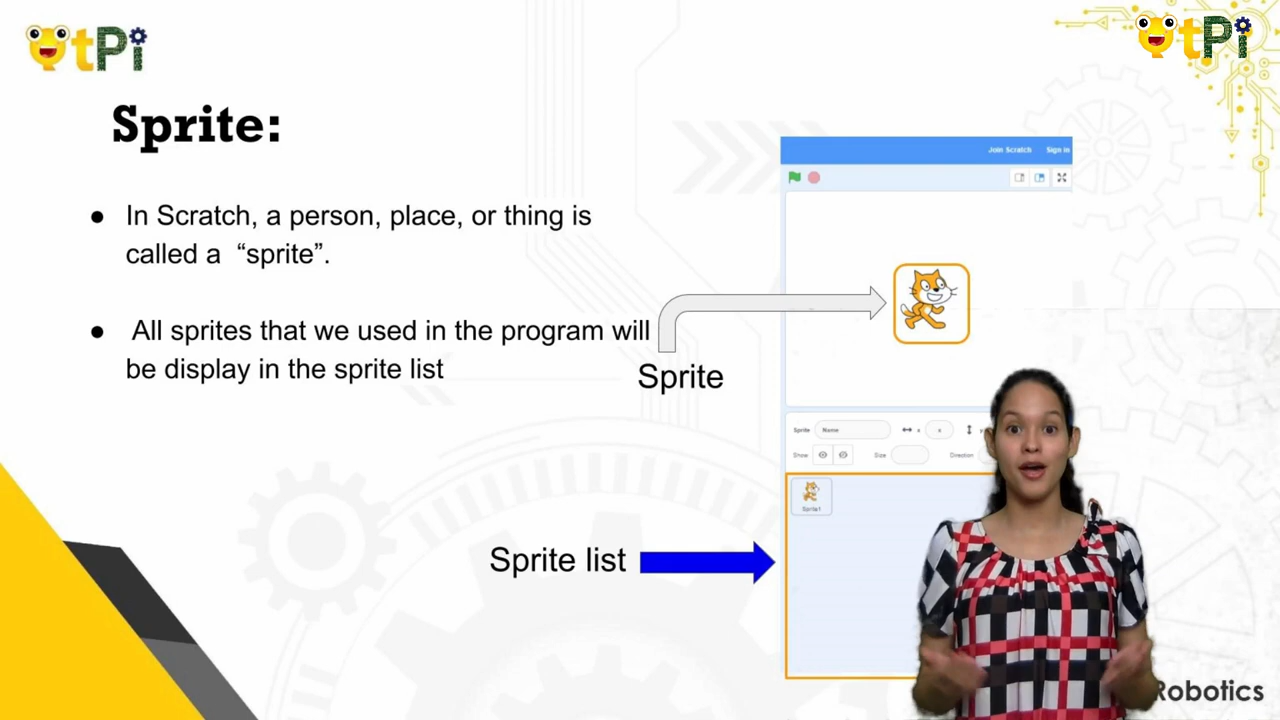 tPi
tPi
Sprite:
Join Scratch Sign in
● In Scratch, a person, place, or thing is
called a “sprite”.
● All sprites that we used in the program will
be display in the sprite list
Sprite
Sprite Name x x
Show Size Direction
Sprite1
Sprite list
Robotics